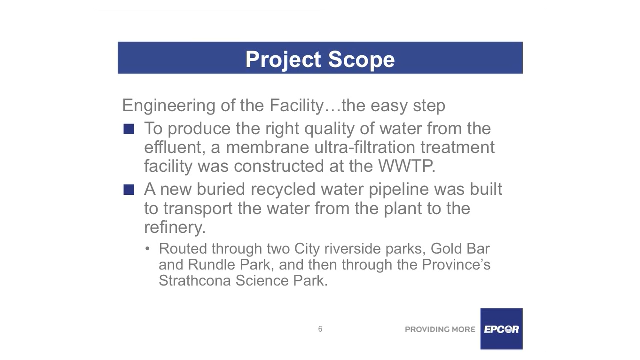 Project Scope
Engineering of the Facility…the easy step
■ To produce the right quality of water from the
effluent, a membrane ultra-filtration treatment
facility was constructed at the WWTP.
■ A new buried recycled water pipeline was built
to transport the water from the plant to the
refinery.
• Routed through two City riverside parks, Gold Bar
and Rundle Park, and then through the Province's
Strathcona Science Park.
6
PROVIDING MORE
EPCOR